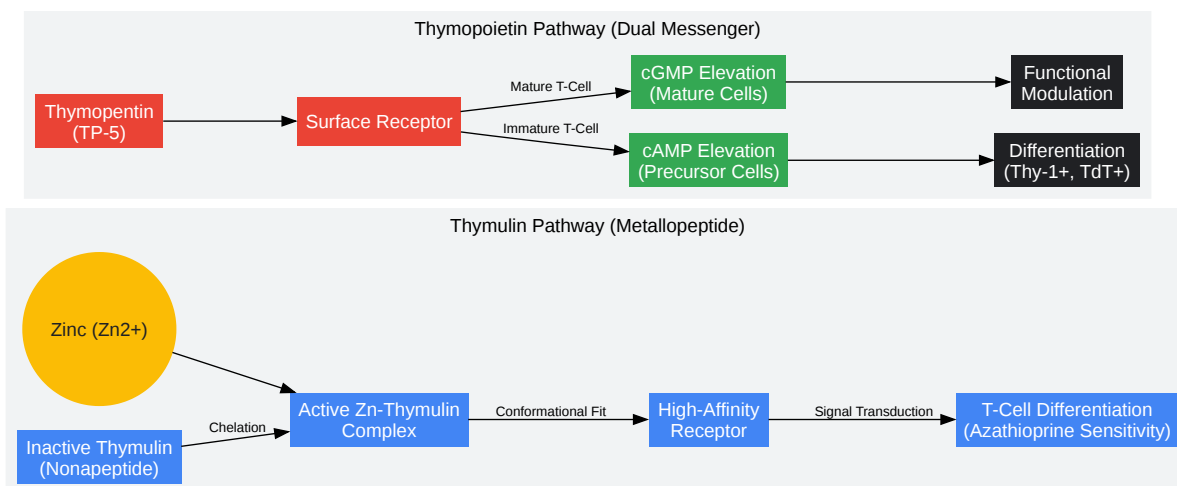 Thymopoietin Pathway (Dual Messenger)
Thymopentin
(TP-5)
Surface Receptor
Mature T-Cell
Immature T-Cell
cGMP Elevation
(Mature Cells)
Functional
Modulation
cAMP Elevation
(Precursor Cells)
Differentiation
(Thy-1+, TdT+)
Thymulin Pathway (Metallopeptide)
Zinc (Zn2+)
Inactive Thymulin
(Nonapeptide)
Chelation
Active Zn-Thymulin
Complex
Conformational Fit
High-Affinity
Receptor
Signal Transduction
T-Cell Differentiation
(Azathioprine Sensitivity)